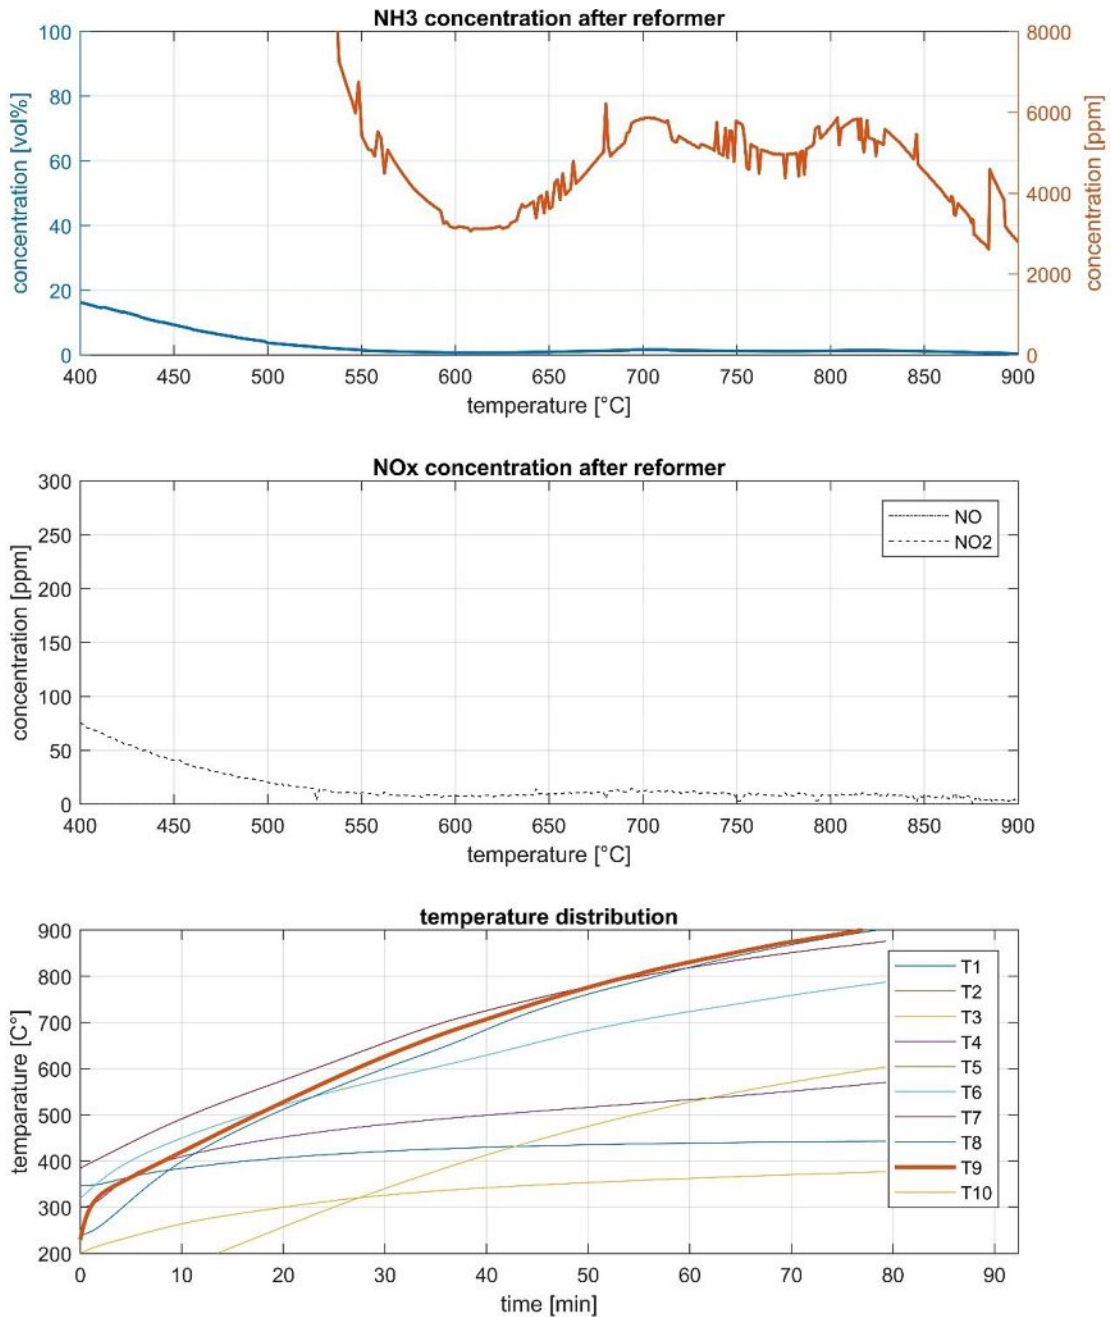 NH3 concentration after reformer
concentration [vol%]
100
80
60
40
20
0
8000
6000
4000
2000
0
concentration [ppm]
400 450 500 550 600 650 700 750 800 850 900
temperature [°C]
NOx concentration after reformer
concentration [ppm]
300
250
200
150
100
50
0
NO
NO2
400 450 500 550 600 650 700 750 800 850 900
temperature [°C]
temperature distribution
temparature [C°]
900
800
700
600
500
400
300
200
T1
T2
T3
T4
T5
T6
T7
T8
T9
T10
0 10 20 30 40 50 60 70 80 90
time [min]